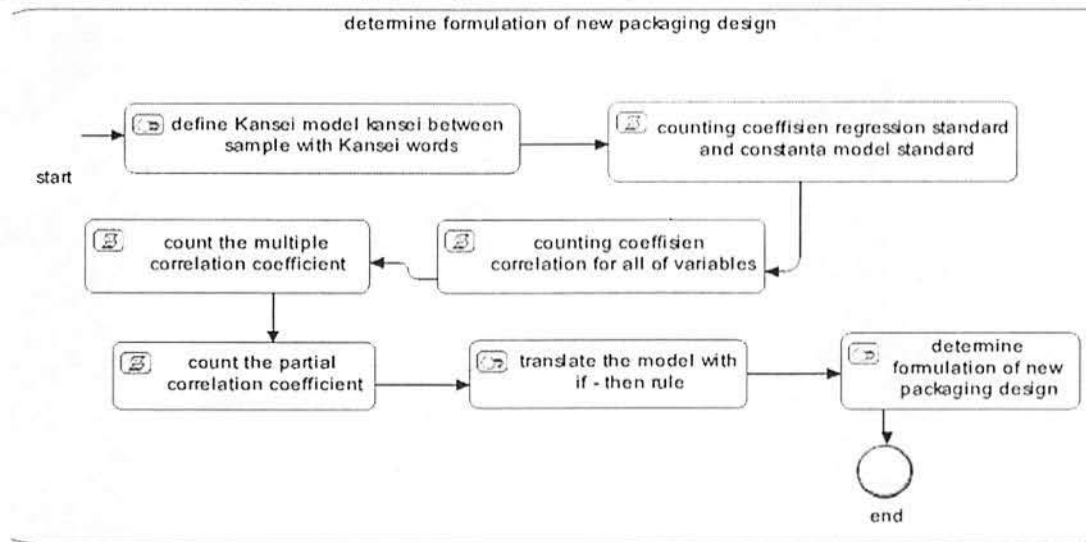 determine formulation of new packaging design
start
define Kansei model kansei between
sample with Kansei words
counting coeffisien regression standard
and constanta model standard
counting coeffisien
correlation for all of variables
count the multiple
correlation coefficient
count the partial
correlation coefficient
translate the model with
if - then rule
determine
formulation of new
packaging design
end